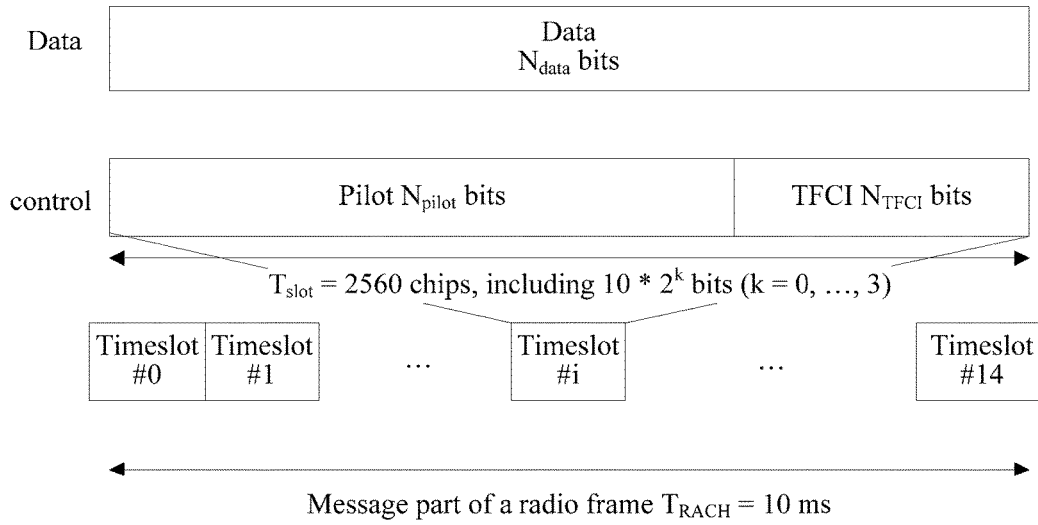 Data
Data
N_data bits
control
Pilot N_pilot bits
TFCI N_TFCI bits
T_slot = 2560 chips, including 10 * 2^k bits (k = 0, …, 3)
Timeslot #0
Timeslot #1
…
Timeslot #i
…
Timeslot #14
Message part of a radio frame T_RACH = 10 ms